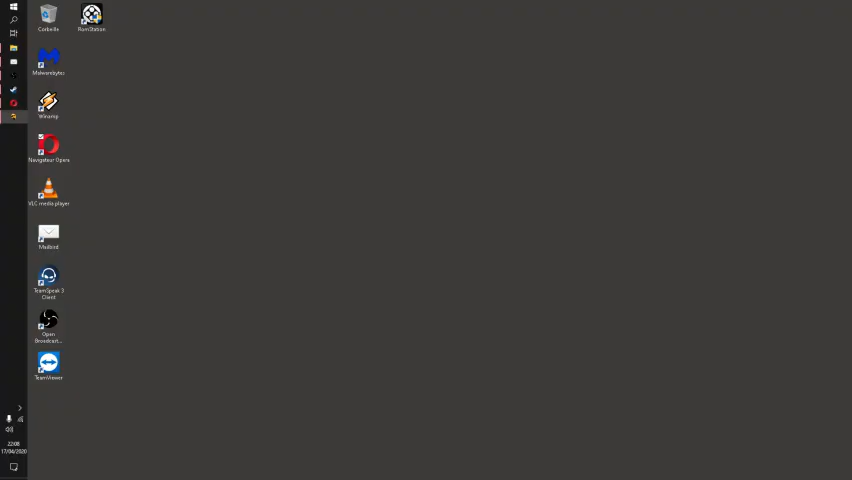 Corbeille
RomStation
Malwarebytes
Winamp
Navigateur Opera
VLC media player
Mailbird
TeamSpeak 3
Client
Open
Broadcast...
TeamViewer
22:08
17/04/2020